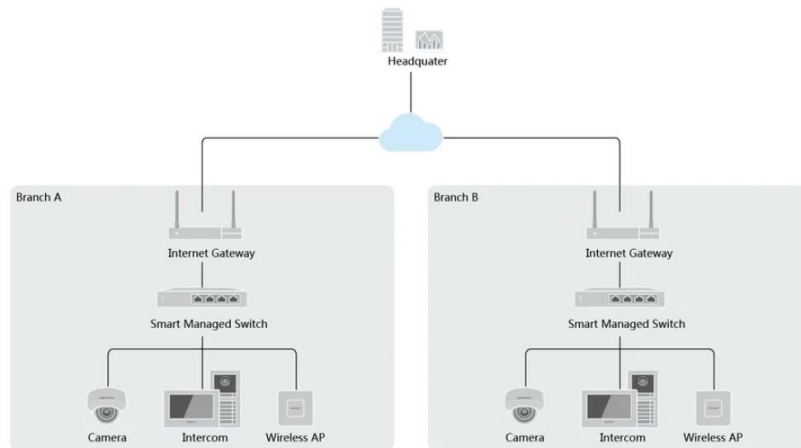 Headquater
Branch A
Branch B
Internet Gateway
Internet Gateway
Smart Managed Switch
Smart Managed Switch
Camera
Intercom
Wireless AP
Camera
Intercom
Wireless AP